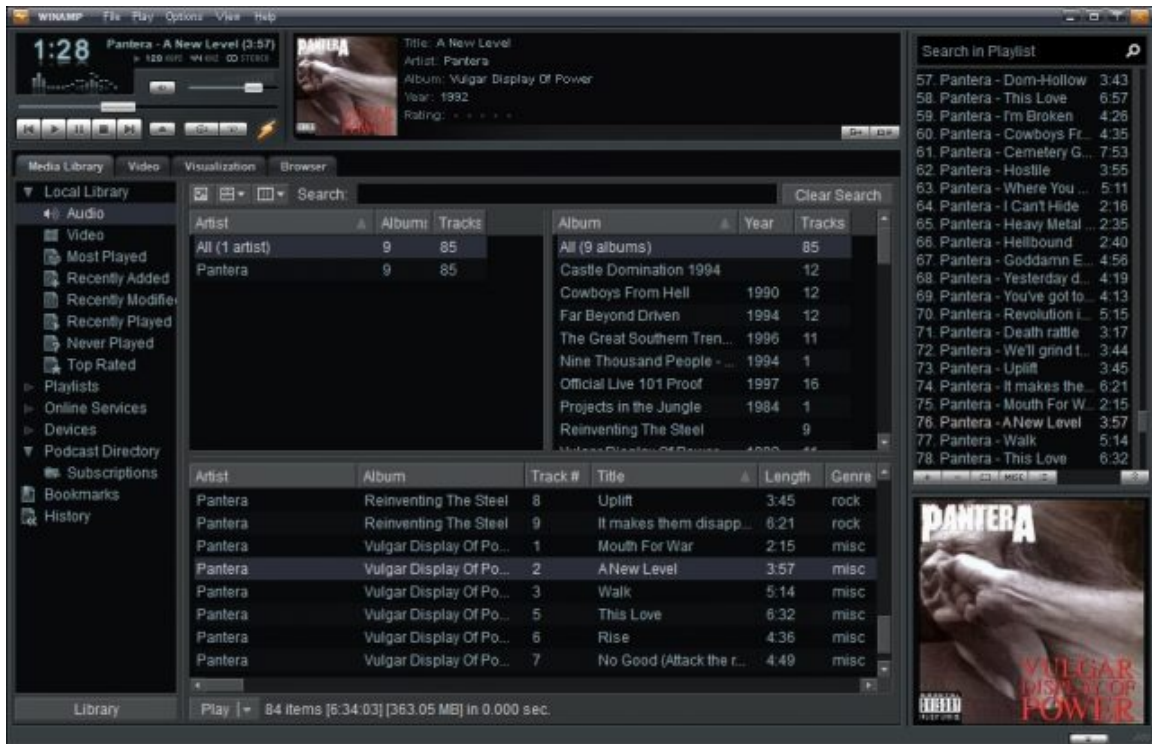 WINAMP File Play Options View Help
1:28
Pantera - A New Level (3:57)
129 KBPS 44 KHZ STEREO
Title: A New Level
Artist: Pantera
Album: Vulgar Display Of Power
Year: 1992
Rating:
PANTERA
Media Library Video Visualization Browser
Local Library
Audio
Video
Most Played
Recently Added
Recently Modifie
Recently Played
Never Played
Top Rated
Playlists
Online Services
Devices
Podcast Directory
Subscriptions
Bookmarks
History
Library
Search: Clear Search
Artist Albums Tracks
All (1 artist) 9 85
Pantera 9 85
Album Year Tracks
All (9 albums) 85
Castle Domination 1994 12
Cowboys From Hell 1990 12
Far Beyond Driven 1994 12
The Great Southern Tren... 1996 11
Nine Thousand People - ... 1994 1
Official Live 101 Proof 1997 16
Projects in the Jungle 1984 1
Reinventing The Steel 9
Artist Album Track # Title Length Genre
Pantera Reinventing The Steel 8 Uplift 3:45 rock
Pantera Reinventing The Steel 9 It makes them disapp... 6:21 rock
Pantera Vulgar Display Of Po... 1 Mouth For War 2:15 misc
Pantera Vulgar Display Of Po... 2 A New Level 3:57 misc
Pantera Vulgar Display Of Po... 3 Walk 5:14 misc
Pantera Vulgar Display Of Po... 5 This Love 6:32 misc
Pantera Vulgar Display Of Po... 6 Rise 4:36 misc
Pantera Vulgar Display Of Po... 7 No Good (Attack the r... 4:49 misc
Play 84 items [6:34:03] [363.05 MB] in 0.000 sec.
Search in Playlist
57. Pantera - Dom-Hollow 3:43
58. Pantera - This Love 6:57
59. Pantera - I'm Broken 4:26
60. Pantera - Cowboys Fr... 4:35
61. Pantera - Cemetery G... 7:53
62. Pantera - Hostile 3:55
63. Pantera - Where You ... 5:11
64. Pantera - I Can't Hide 2:16
65. Pantera - Heavy Metal ... 2:35
66. Pantera - Hellbound 2:40
67. Pantera - Goddamn E... 4:56
68. Pantera - Yesterday d... 4:19
69. Pantera - You've got to... 4:13
70. Pantera - Revolution i... 5:15
71. Pantera - Death rattle 3:17
72. Pantera - We'll grind t... 3:44
73. Pantera - Uplift 3:45
74. Pantera - It makes the... 6:21
75. Pantera - Mouth For W... 2:15
76. Pantera - A New Level 3:57
77. Pantera - Walk 5:14
78. Pantera - This Love 6:32
MISC
PANTERA
VULGAR
DISPLAY OF
POWER